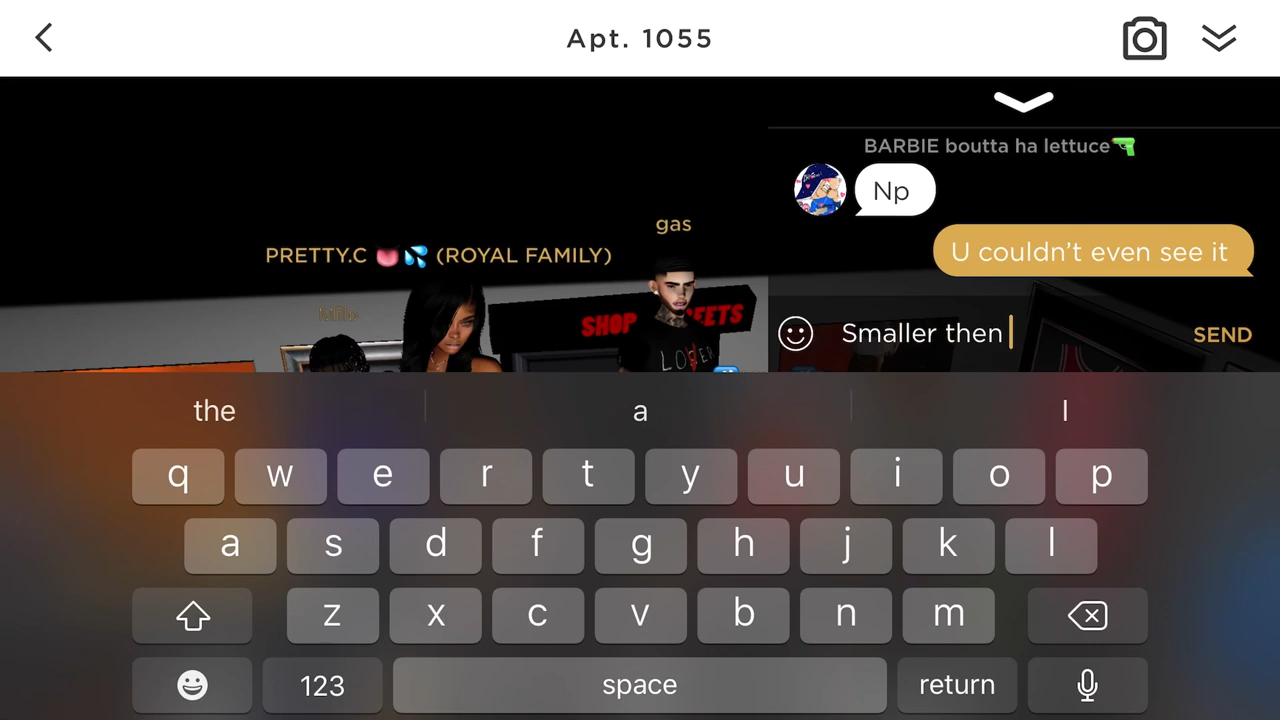 Apt. 1055
BARBIE boutta ha lettuce🔫
Np
gas
U couldn't even see it
PRETTY.C 👅💦 (ROYAL FAMILY)
SHOP
LO
Smaller then
SEND
the a I
q w e r t y u i o p
a s d f g h j k l
z x c v b n m
123 space return